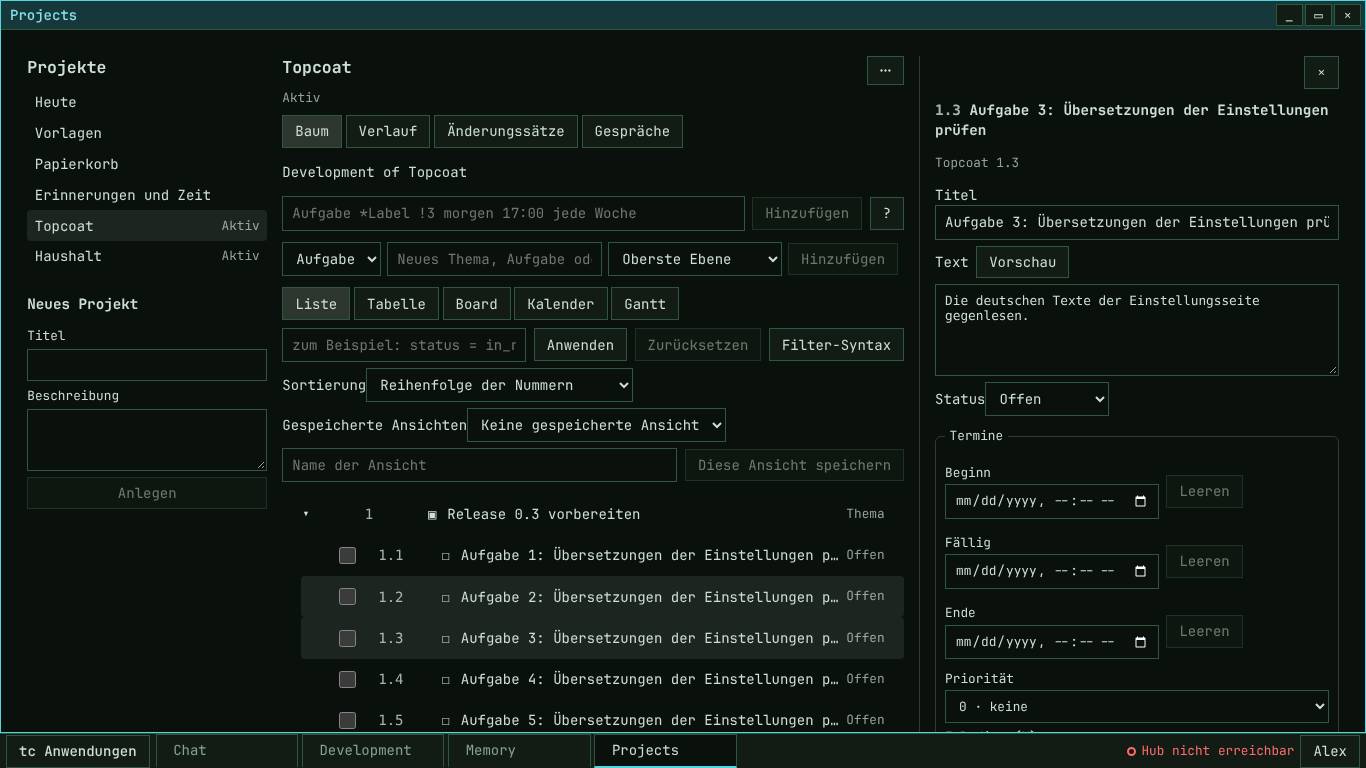 Projects
_ ▭ ×
Projekte
Heute
Vorlagen
Papierkorb
Erinnerungen und Zeit
Topcoat Aktiv
Haushalt Aktiv
Neues Projekt
Titel
Beschreibung
Anlegen
Topcoat
···
Aktiv
Baum Verlauf Änderungssätze Gespräche
Development of Topcoat
Aufgabe *Label !3 morgen 17:00 jede Woche Hinzufügen ?
Aufgabe Neues Thema, Aufgabe od Oberste Ebene Hinzufügen
Liste Tabelle Board Kalender Gantt
zum Beispiel: status = in_r Anwenden Zurücksetzen Filter-Syntax
Sortierung Reihenfolge der Nummern
Gespeicherte Ansichten Keine gespeicherte Ansicht
Name der Ansicht Diese Ansicht speichern
▾ 1 ▣ Release 0.3 vorbereiten Thema
1.1 □ Aufgabe 1: Übersetzungen der Einstellungen p… Offen
1.2 □ Aufgabe 2: Übersetzungen der Einstellungen p… Offen
1.3 □ Aufgabe 3: Übersetzungen der Einstellungen p… Offen
1.4 □ Aufgabe 4: Übersetzungen der Einstellungen p… Offen
1.5 □ Aufgabe 5: Übersetzungen der Einstellungen p… Offen
×
1.3 Aufgabe 3: Übersetzungen der Einstellungen
prüfen
Topcoat 1.3
Titel
Aufgabe 3: Übersetzungen der Einstellungen prü
Text Vorschau
Die deutschen Texte der Einstellungsseite
gegenlesen.
Status Offen
Termine
Beginn
mm/dd/yyyy, --:-- -- Leeren
Fällig
mm/dd/yyyy, --:-- -- Leeren
Ende
mm/dd/yyyy, --:-- -- Leeren
Priorität
0 · keine
tc Anwendungen Chat Development Memory Projects Hub nicht erreichbar Alex